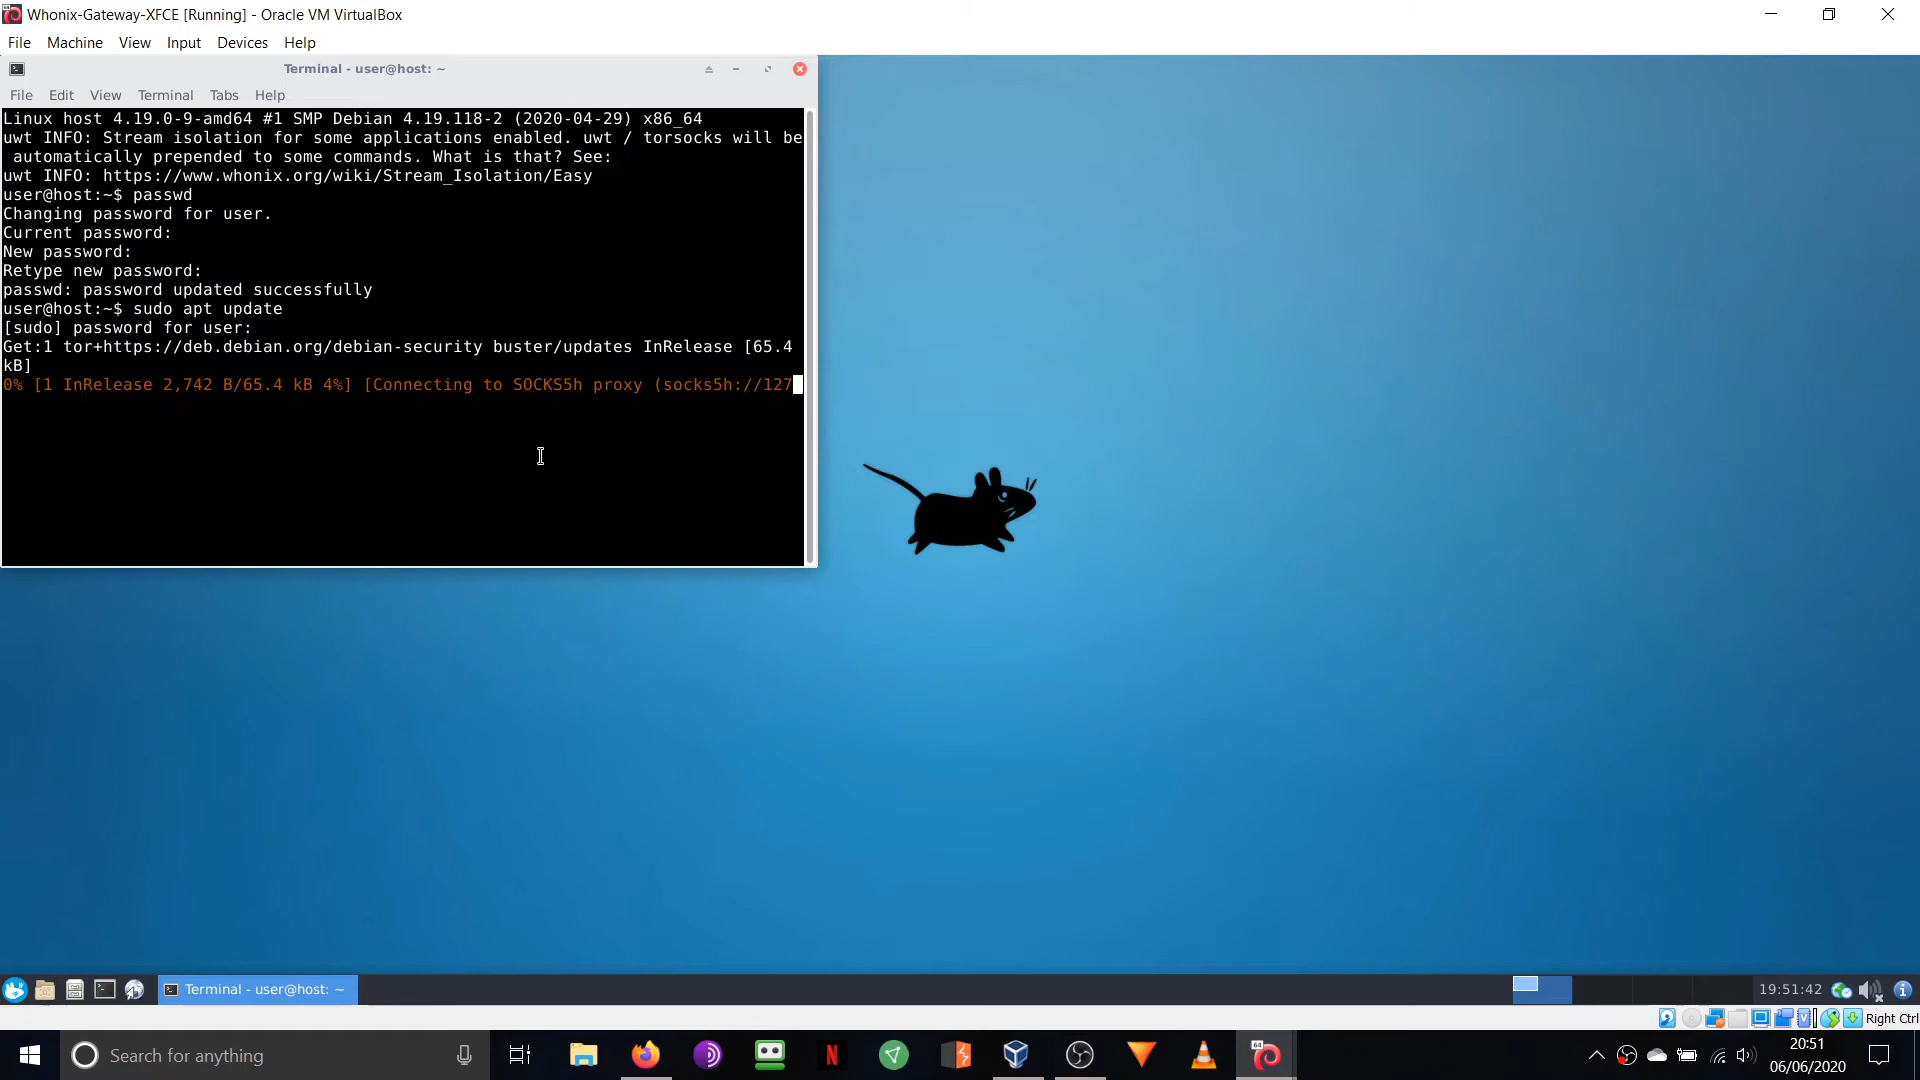 Whonix-Gateway-XFCE [Running] - Oracle VM VirtualBox
File Machine View Input Devices Help
Terminal - user@host: ~
File Edit View Terminal Tabs Help
Linux host 4.19.0-9-amd64 #1 SMP Debian 4.19.118-2 (2020-04-29) x86_64
uwt INFO: Stream isolation for some applications enabled. uwt / torsocks will be
automatically prepended to some commands. What is that? See:
uwt INFO: https://www.whonix.org/wiki/Stream_Isolation/Easy
user@host:~$ passwd
Changing password for user.
Current password:
New password:
Retype new password:
passwd: password updated successfully
user@host:~$ sudo apt update
[sudo] password for user:
Get:1 tor+https://deb.debian.org/debian-security buster/updates InRelease [65.4
kB]
0% [1 InRelease 2,742 B/65.4 kB 4%] [Connecting to SOCKS5h proxy (socks5h://127
Terminal - user@host: ~
19:51:42
Right Ctrl
Search for anything
N
64
20:51
06/06/2020